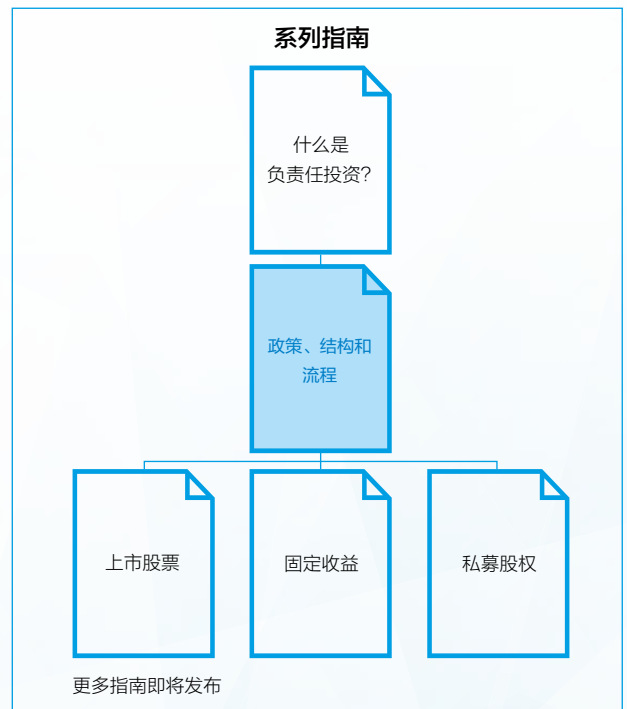 系列指南
什么是
负责任投资？
政策、结构和
流程
上市股票
固定收益
私募股权
更多指南即将发布